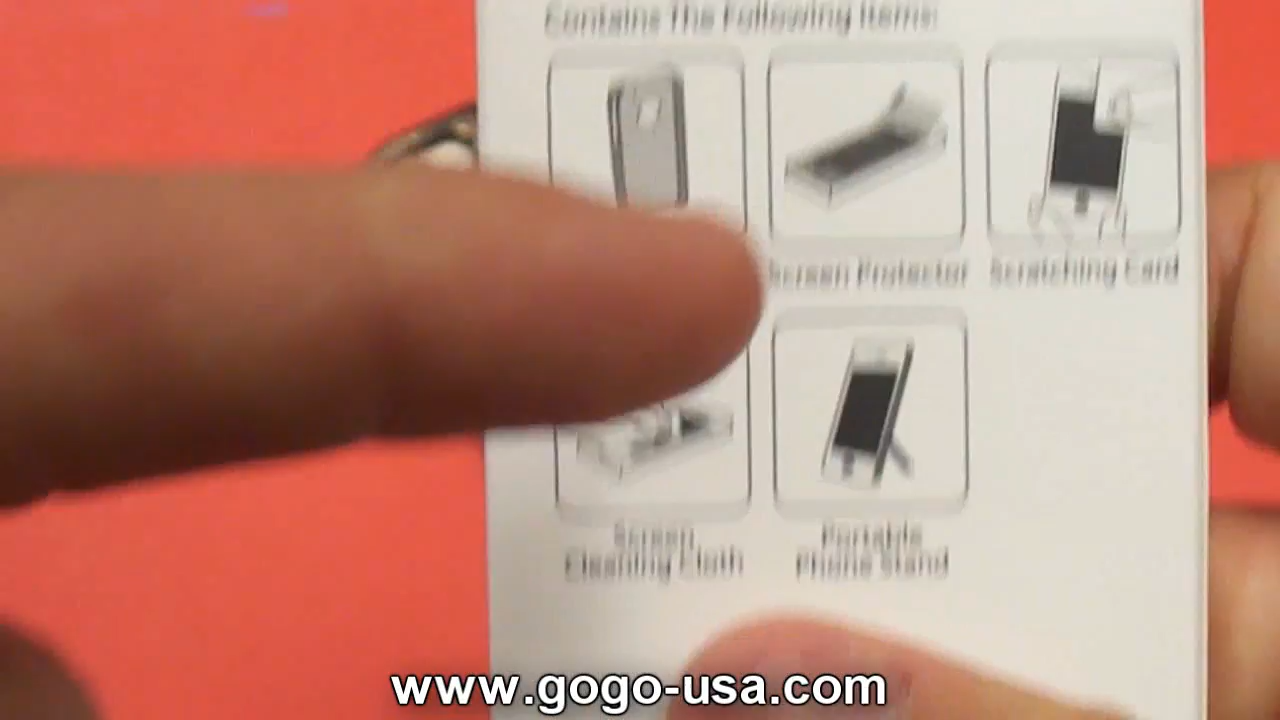 Contains The Following Items:
Screen Protector
Scratching Card
Screen
Cleaning Cloth
Portable
Phone Stand
www.gogo-usa.com